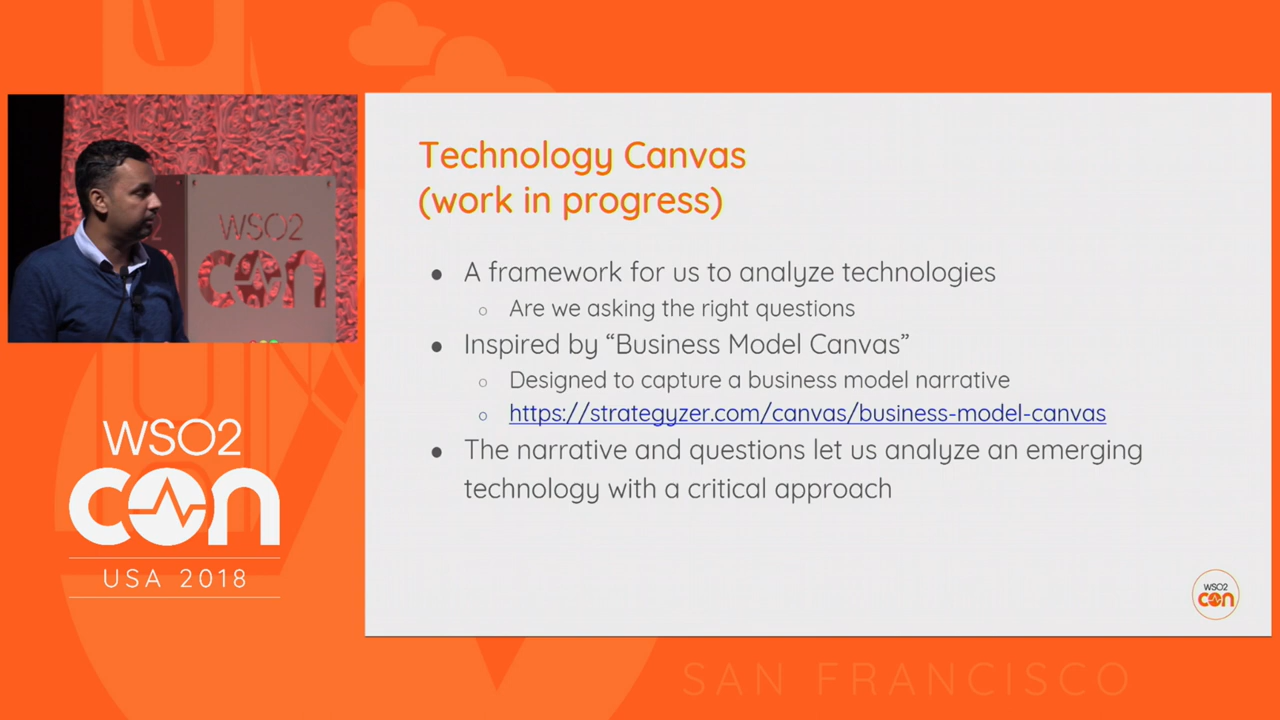 WSO2
con
WSO2
con
USA 2018
Technology Canvas
(work in progress)
● A framework for us to analyze technologies
○ Are we asking the right questions
● Inspired by “Business Model Canvas”
○ Designed to capture a business model narrative
○ https://strategyzer.com/canvas/business-model-canvas
● The narrative and questions let us analyze an emerging
technology with a critical approach
WSO2
con
SAN FRANCISCO